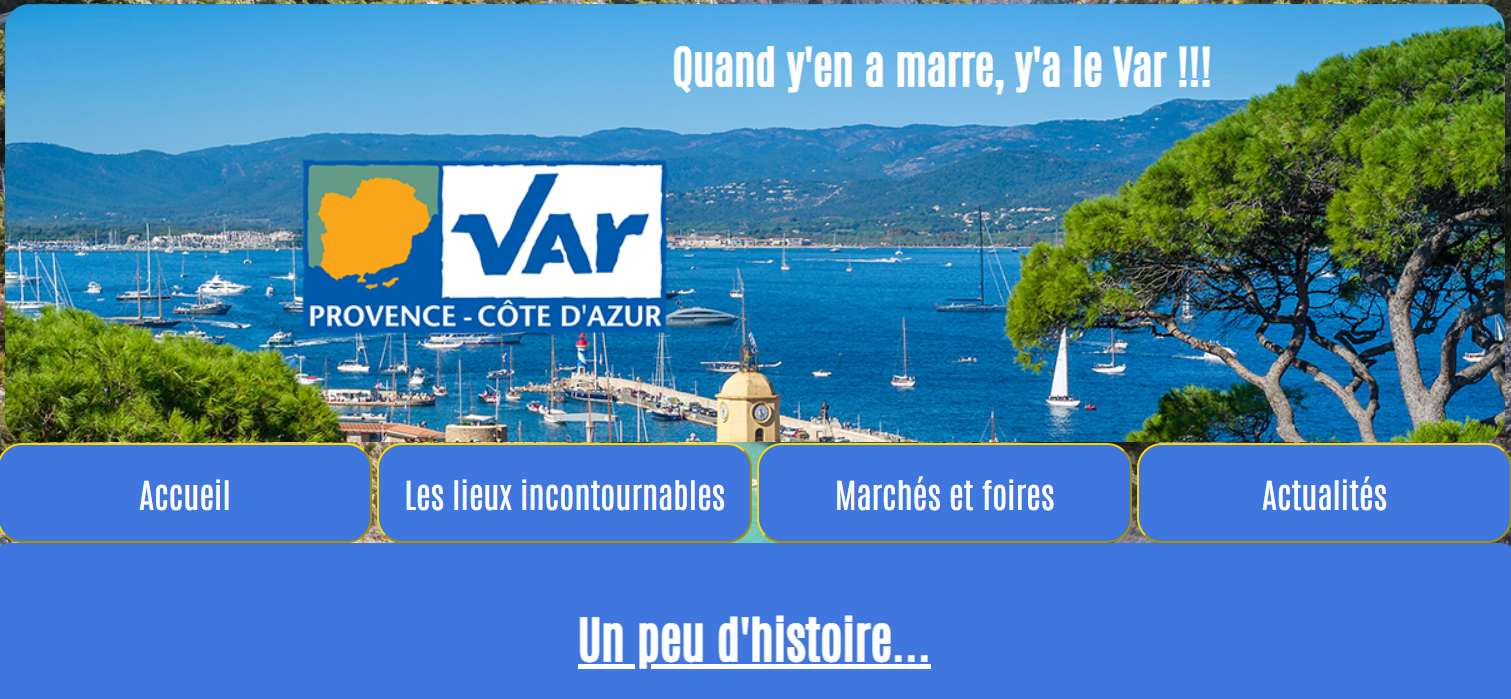 Quand y'en a marre, y'a le Var !!!
Var
PROVENCE - CÔTE D'AZUR
Accueil
Les lieux incontournables
Marchés et foires
Actualités
Un peu d'histoire...